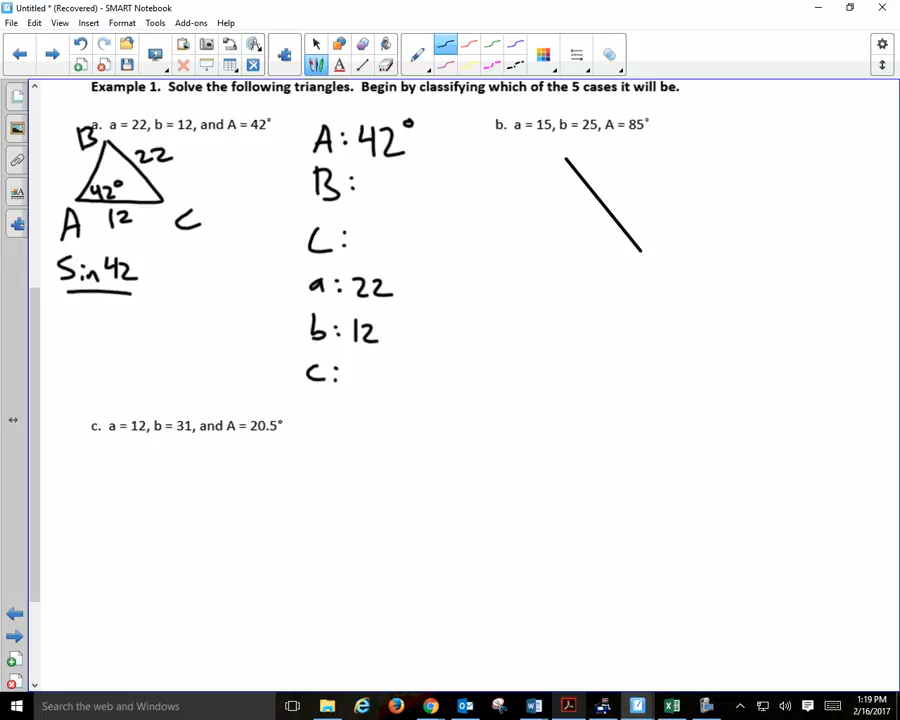 Untitled * (Recovered) - SMART Notebook
File Edit View Insert Format Tools Add-ons Help
Example 1. Solve the following triangles. Begin by classifying which of the 5 cases it will be.
a. a = 22, b = 12, and A = 42°
b. a = 15, b = 25, A = 85°
B
22
42°
A 12 C
Sin 42
A: 42°
B:
C:
a: 22
b: 12
c:
c. a = 12, b = 31, and A = 20.5°
Search the web and Windows
1:19 PM
2/16/2017